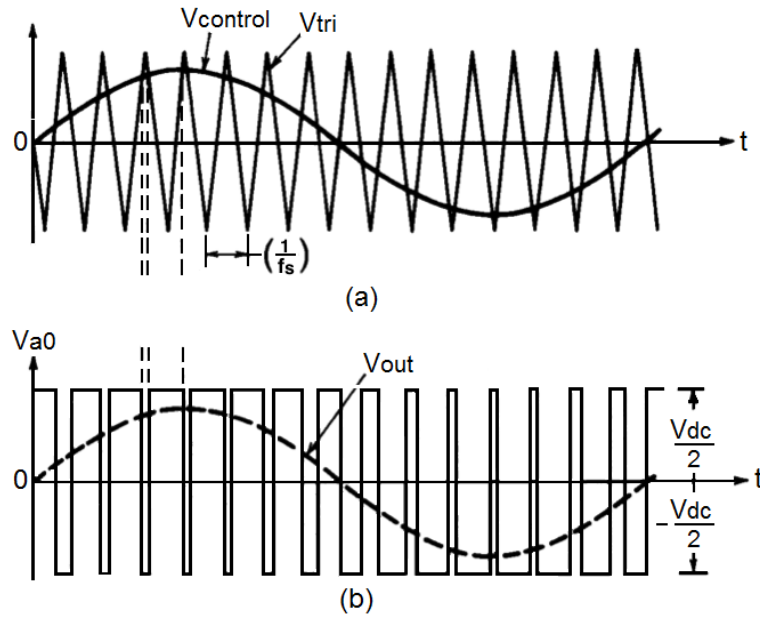 Vcontrol Vtri
0 t
(1/fs)
(a)
Va0
Vout
Vdc/2
0 t
-Vdc/2
(b)